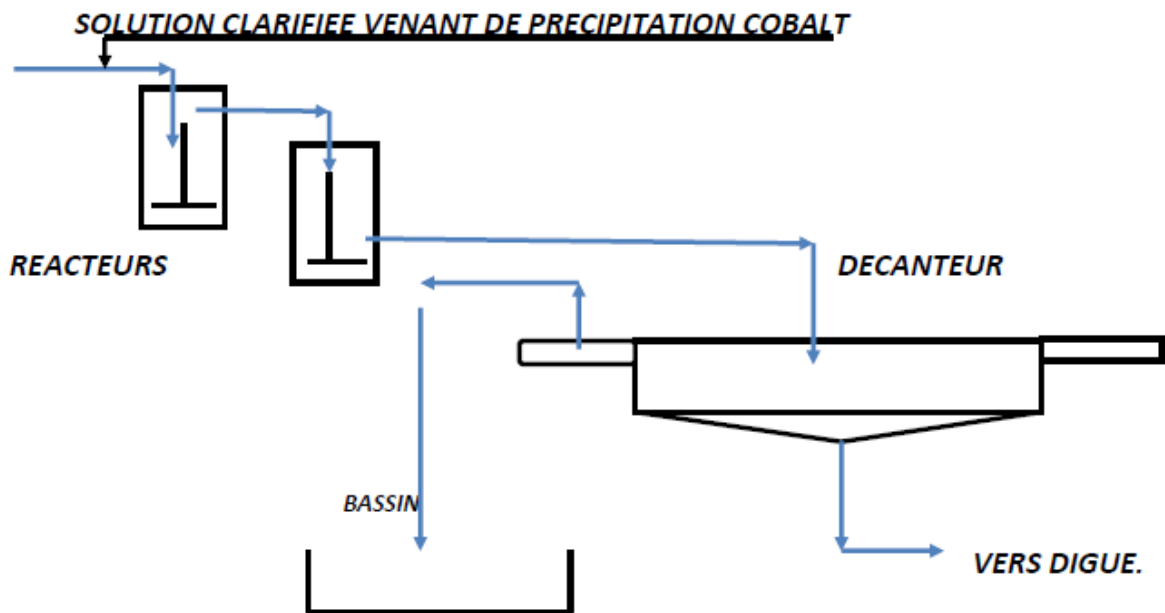 SOLUTION CLARIFIEE VENANT DE PRECIPITATION COBALT
REACTEURS
DECANTEUR
BASSIN
VERS DIGUE.